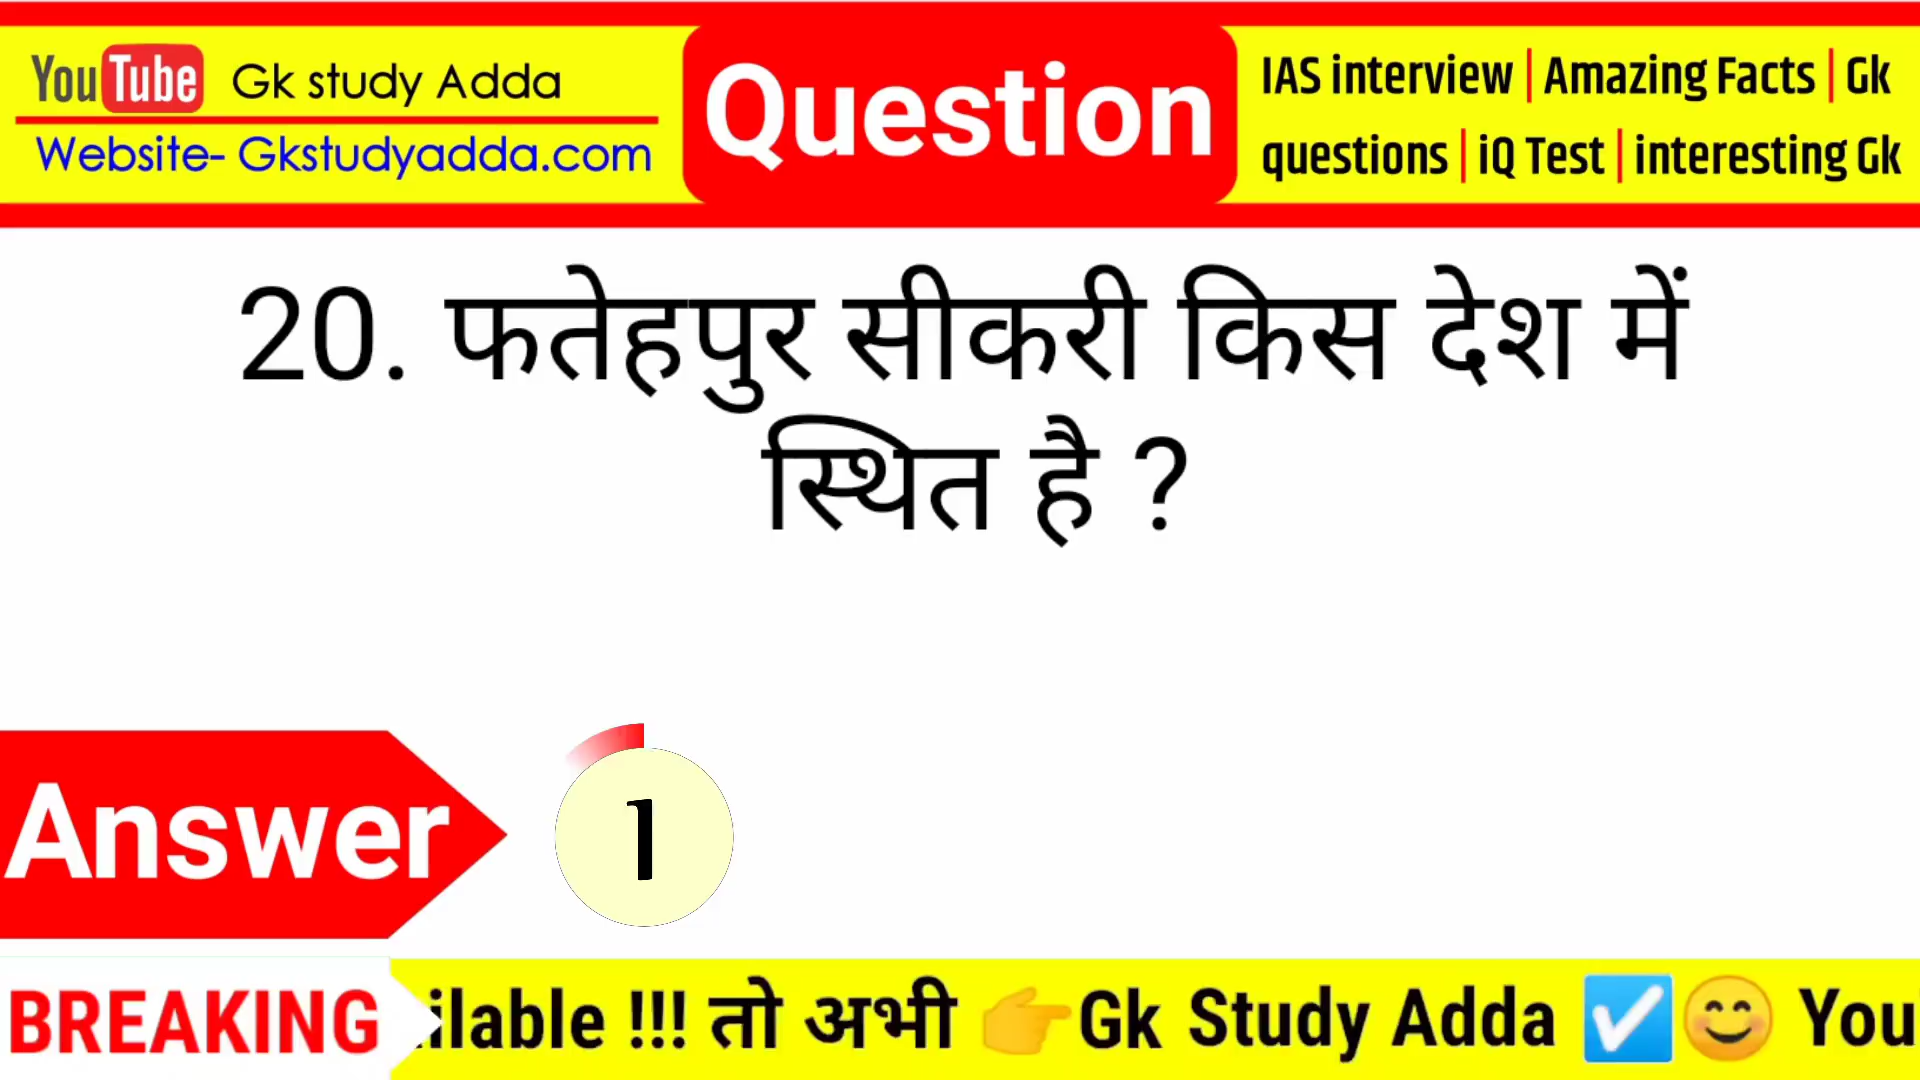 YouTube Gk study Adda
Website- Gkstudyadda.com
Question
IAS interview | Amazing Facts | Gk
questions | iQ Test | interesting Gk
20. फतेहपुर सीकरी किस देश में
स्थित है ?
Answer
1
BREAKING
ilable !!! तो अभी 👉Gk Study Adda ☑️😊 You